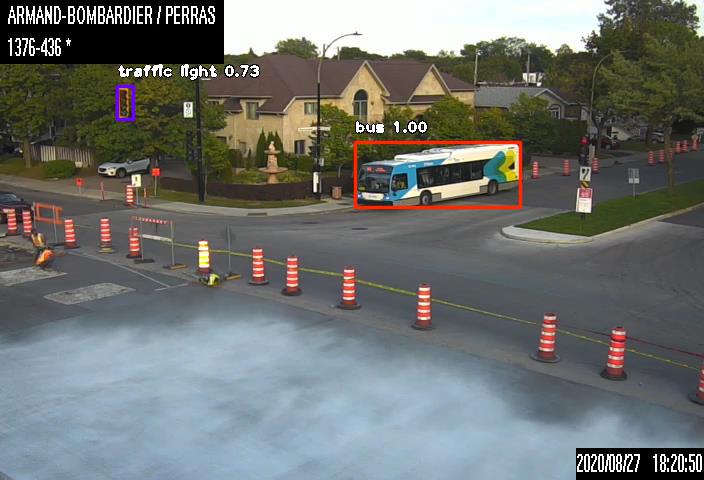 ARMAND-BOMBARDIER / PERRAS
1376-436 *
traffic light 0.73
bus 1.00
2020/08/27 18:20:50